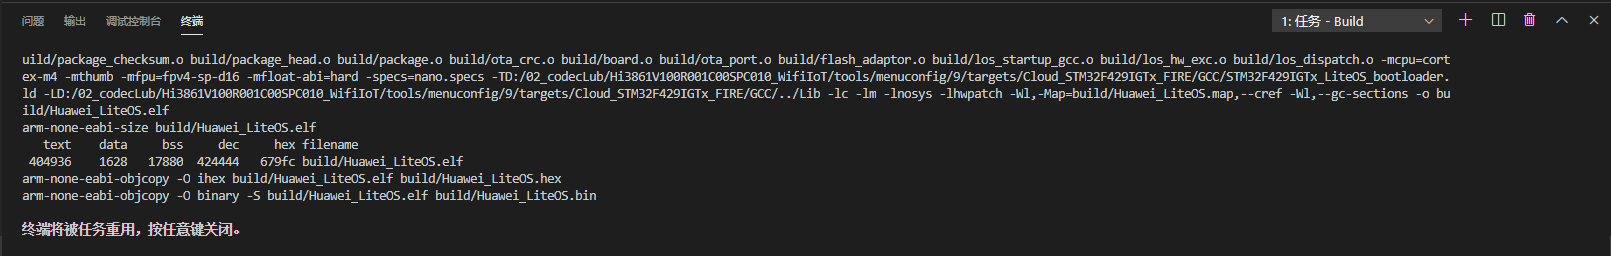 问题 输出 调试控制台 终端 1: 任务 - Build
uild/package_checksum.o build/package_head.o build/package.o build/ota_crc.o build/board.o build/ota_port.o build/flash_adaptor.o build/los_startup_gcc.o build/los_hw_exc.o build/los_dispatch.o -mcpu=cort
ex-m4 -mthumb -mfpu=fpv4-sp-d16 -mfloat-abi=hard -specs=nano.specs -TD:/02_codecLub/Hi3861V100R001C00SPC010_WifiIoT/tools/menuconfig/9/targets/Cloud_STM32F429IGTx_FIRE/GCC/STM32F429IGTx_LiteOS_bootloader.
ld -LD:/02_codecLub/Hi3861V100R001C00SPC010_WifiIoT/tools/menuconfig/9/targets/Cloud_STM32F429IGTx_FIRE/GCC/../Lib -lc -lm -lnosys -lhwpatch -Wl,-Map=build/Huawei_LiteOS.map,--cref -Wl,--gc-sections -o bu
ild/Huawei_LiteOS.elf
arm-none-eabi-size build/Huawei_LiteOS.elf
text data bss dec hex filename
404936 1628 17880 424444 679fc build/Huawei_LiteOS.elf
arm-none-eabi-objcopy -O ihex build/Huawei_LiteOS.elf build/Huawei_LiteOS.hex
arm-none-eabi-objcopy -O binary -S build/Huawei_LiteOS.elf build/Huawei_LiteOS.bin
终端将被任务重用，按任意键关闭。